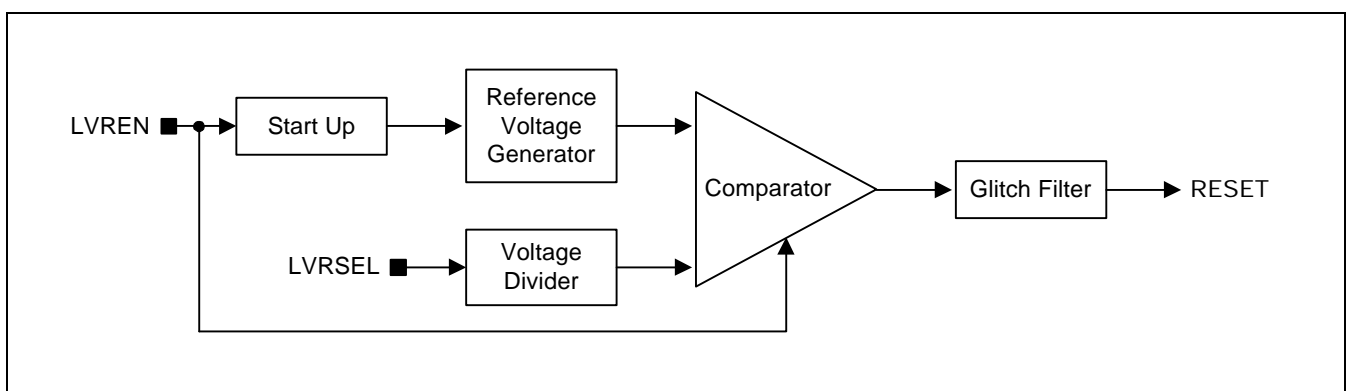 LVREN
Start Up
Reference
Voltage
Generator
Comparator
Glitch Filter
RESET
LVRSEL
Voltage
Divider